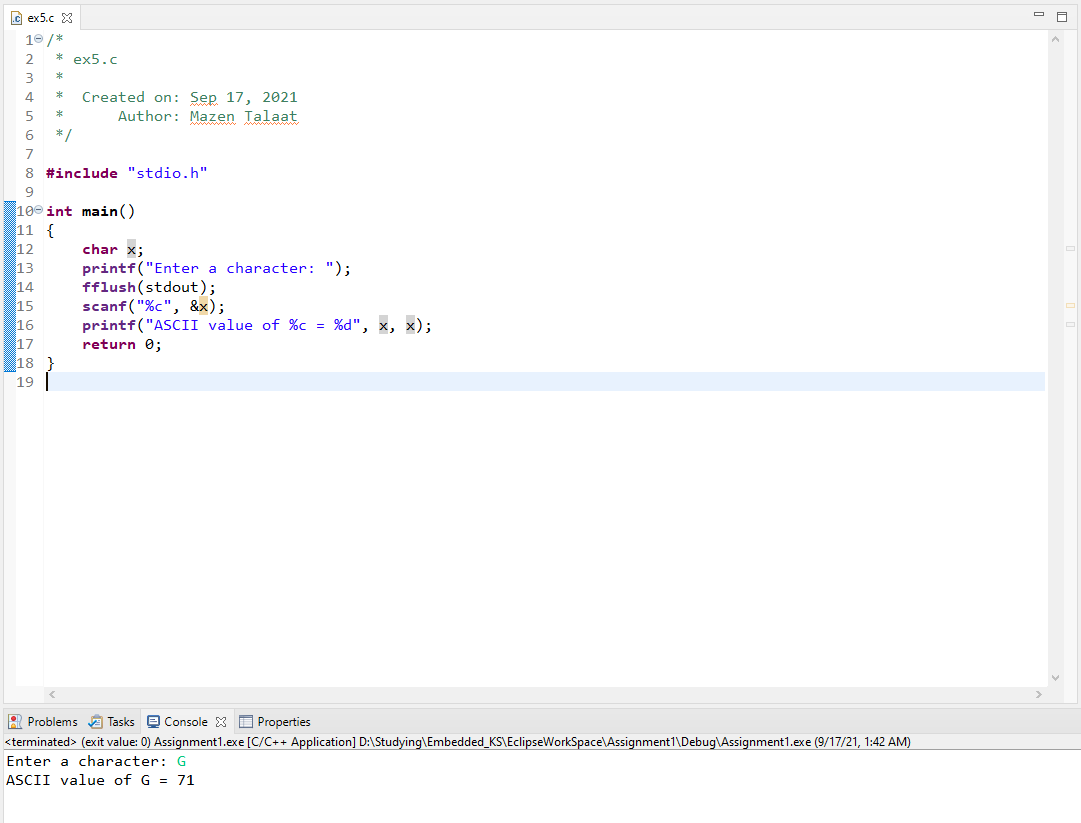 ex5.c
1 /*
2  * ex5.c
3  *
4  *  Created on: Sep 17, 2021
5  *      Author: Mazen Talaat
6  */
7
8 #include "stdio.h"
9
10 int main()
11 {
12     char x;
13     printf("Enter a character: ");
14     fflush(stdout);
15     scanf("%c", &x);
16     printf("ASCII value of %c = %d", x, x);
17     return 0;
18 }
19
Problems Tasks Console Properties
<terminated> (exit value: 0) Assignment1.exe [C/C++ Application] D:\Studying\Embedded_KS\EclipseWorkSpace\Assignment1\Debug\Assignment1.exe (9/17/21, 1:42 AM)
Enter a character: G
ASCII value of G = 71